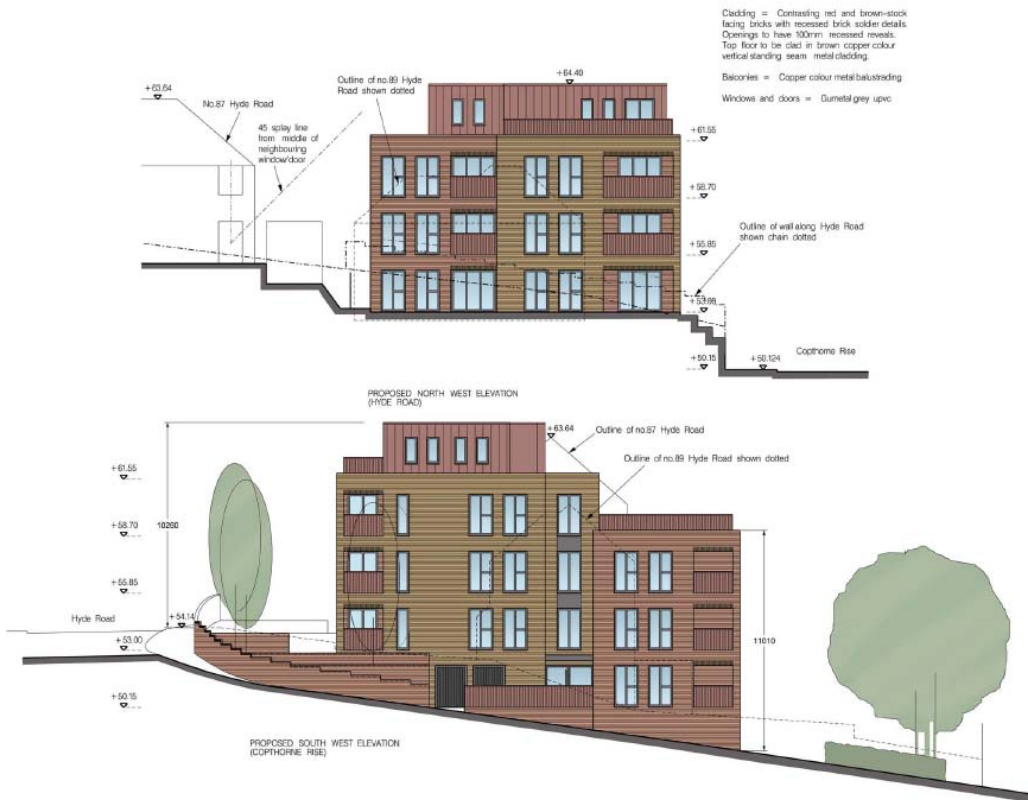 Cladding = Contrasting red and brown-stock
facing bricks with recessed brick soldier details.
Openings to have 100mm recessed reveals.
Top floor to be clad in brown copper colour
vertical standing seam metal cladding.
Balconies = Copper colour metal balustrading
Windows and doors = Gumetal grey upvc
+63.64
No.87 Hyde Road
45 splay line
from middle of
neighbouring
window/door
Outline of no.89 Hyde
Road shown dotted
+64.40
+61.55
+58.70
+55.85
+53.00
+50.15
+50.124
Outline of wall along Hyde Road
shown chain dotted
Copthorne Rise
PROPOSED NORTH WEST ELEVATION
(HYDE ROAD)
+63.64
Outline of no.87 Hyde Road
Outline of no.89 Hyde Road shown dotted
+61.55
+58.70
+55.85
10260
Hyde Road
+54.14
+53.00
+50.15
11010
PROPOSED SOUTH WEST ELEVATION
(COPTHORNE RISE)